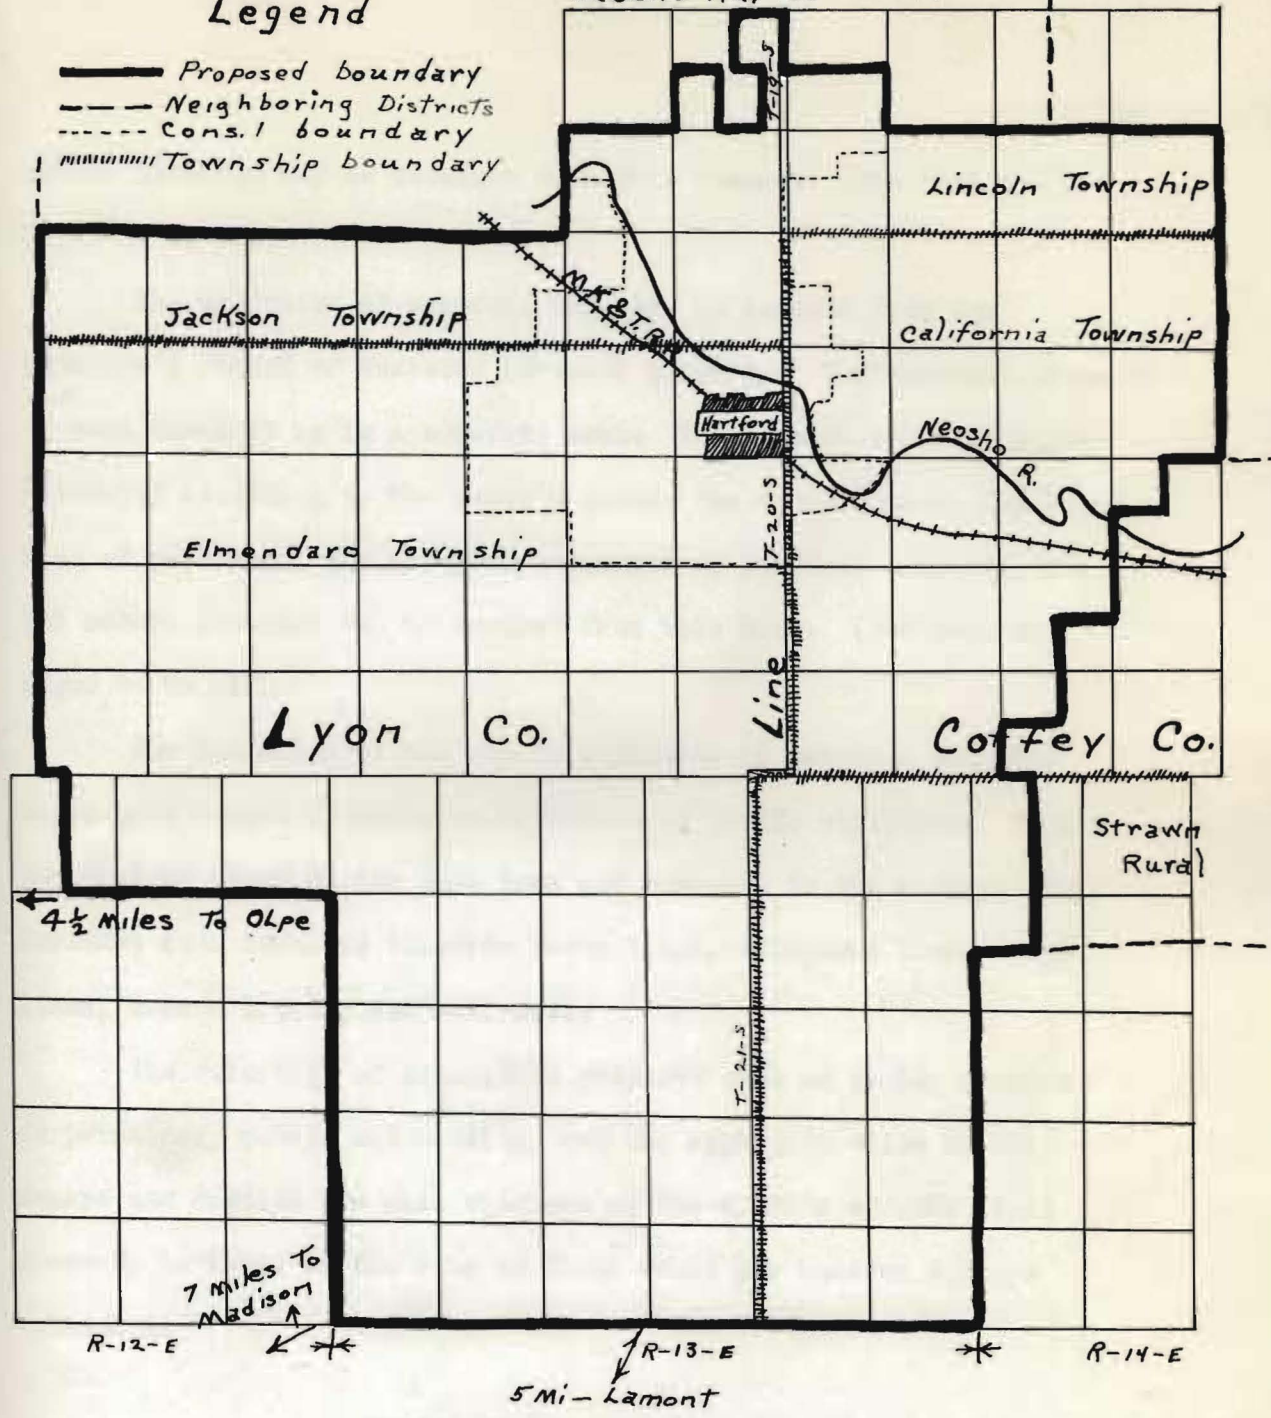 Legend
Proposed boundary
Neighboring Districts
Cons. 1 boundary
Township boundary
T-19-S
Lincoln Township
M K & T. R.R.
Jackson Township
California Township
Hartford
Neosho R.
T-20-S
Elmendaro Township
Line
Lyon Co.
Coffey Co.
Strawn
Rural
4½ Miles To OLpe
T-21-S
7 Miles To
Madison
R-12-E
R-13-E
R-14-E
5 Mi - Lamont